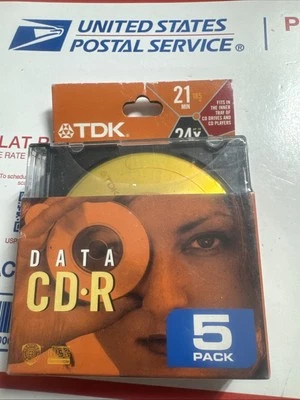 UNITED STATES
POSTAL SERVICE®
P
21
MIN
FITS IN
THE INNER
TRAY OF
CD DRIVES AND
CD PLAYERS
TDK
24x
DATA
CD·R
5
PACK